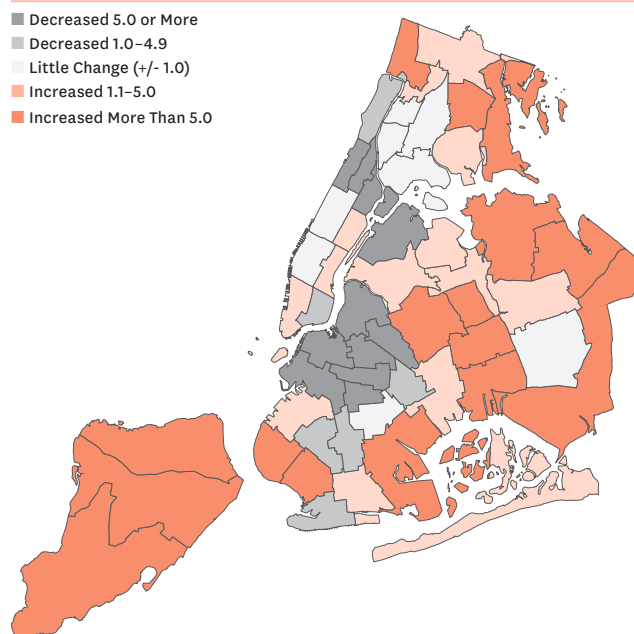 Decreased 5.0 or More
Decreased 1.0–4.9
Little Change (+/- 1.0)
Increased 1.1–5.0
Increased More Than 5.0